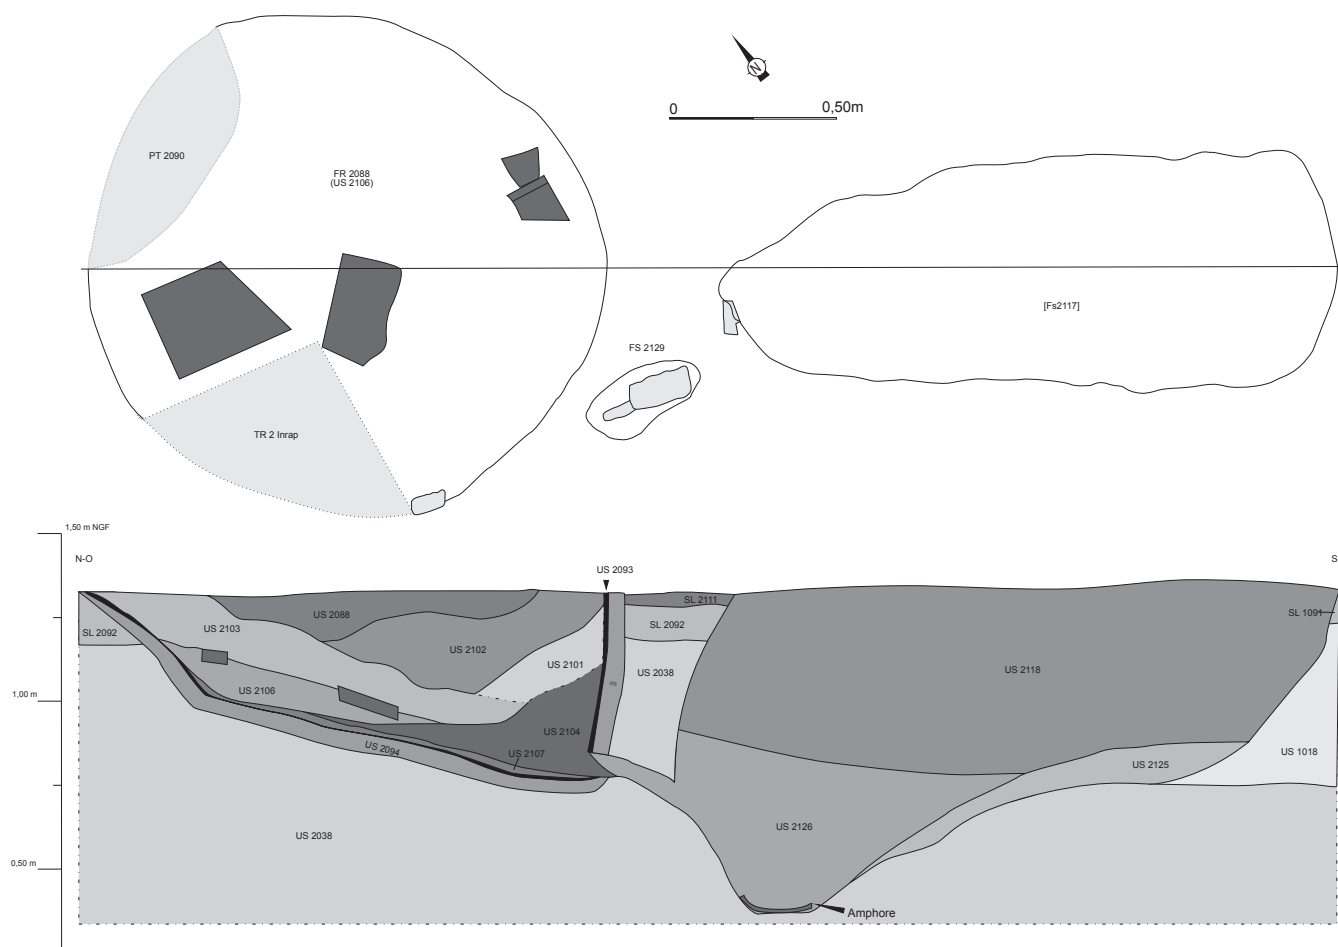 N
0
0,50m
PT 2090
FR 2088
(US 2106)
[Fs2117]
FS 2129
TR 2 Inrap
1,50 m NGF
N-O
S
US 2093
SL 2111
SL 1091
US 2088
SL 2092
US 2103
SL 2092
US 2102
US 2101
US 2038
US 2118
US 2106
1,00 m
US 2104
US 2094
US 2107
US 1018
US 2125
US 2126
US 2038
0,50 m
Amphore